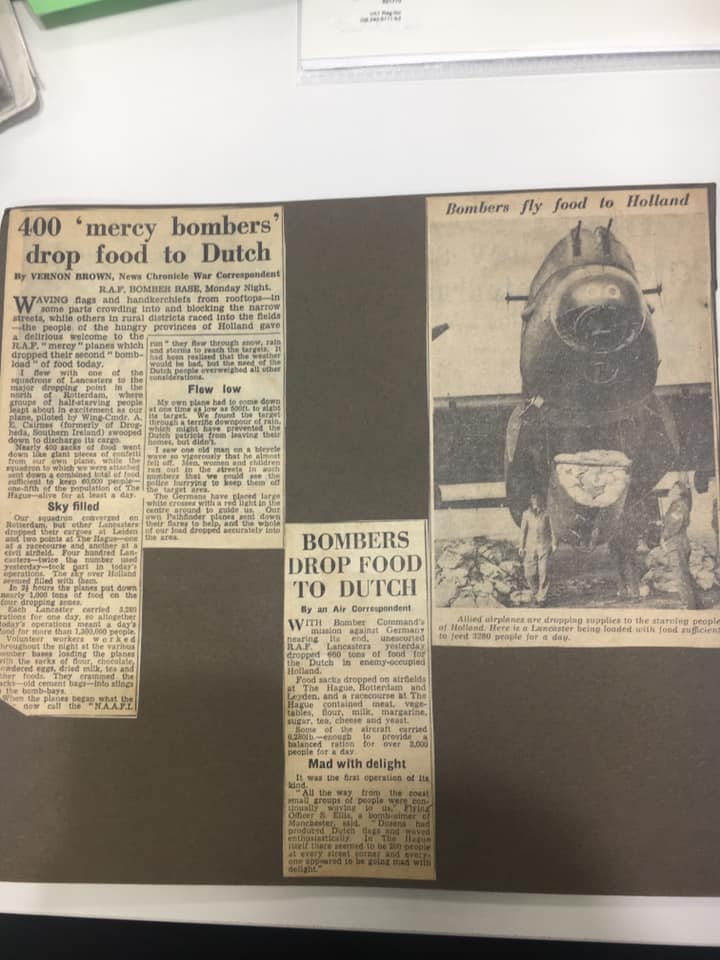 400 'mercy bombers'
drop food to Dutch
By VERNON BROWN, News Chronicle War Correspondent
R.A.F. BOMBER BASE, Monday Night.
WAVING flags and handkerchiefs from rooftops—in
some parts crowding into and blocking the narrow
streets, while others in rural districts raced into the fields
—the people of the hungry provinces of Holland gave
a delirious welcome to the
R.A.F. "mercy" planes which
dropped their second "bomb-
load" of food today.
I flew with one of the
squadrons of Lancasters to the
major dropping point in the
north of Rotterdam, where
groups of half-starving people
leapt about in excitement as our
plane, piloted by Wing-Cmdr. A.
E. Cairnes (formerly of Drog-
heda, Southern Ireland) swooped
down to discharge its cargo.
Nearly 400 sacks of food went
down like giant pieces of confetti
from our own plane, while the
squadron to which we were attached
sent down a combined total of food
sufficient to keep 60,000 people—
one-fifth of the population of The
Hague—alive for at least a day.
Sky filled
Our squadron converged on
Rotterdam, but other Lancasters
dropped their cargoes at Leiden
and two points at The Hague—one
at a racecourse and another at a
civil airfield. Four hundred Lan-
casters—twice the number used
yesterday—took part in today's
operations. The sky over Holland
seemed filled with them.
In 2½ hours the planes put down
nearly 1,000 tons of food on the
four dropping zones.
Each Lancaster carried 3,280
rations for one day, so altogether
today's operations meant a day's
food for more than 1,300,000 people.
Volunteer workers worked
throughout the night at the various
bomber bases loading the planes
with the sacks of flour, chocolate,
powdered eggs, dried milk, tea and
other foods. They crammed the
sacks—old cement bags—into slings
in the bomb-bays.
When the planes began what the
now call the "N.A.A.F.I.
run" they flew through snow, rain
and storms to reach the targets. It
had been realised that the weather
would be bad, but the need of the
Dutch people overweighed all other
considerations.
Flew low
My own plane had to come down
at one time as low as 500ft. to sight
its target. We found the target
through a terrific downpour of rain,
which might have prevented the
Dutch patriots from leaving their
homes, but didn't.
I saw one old man on a bicycle
wave so vigorously that he almost
fell off. Men, women and children
ran out in the streets in such
numbers that we could see the
police hurrying to keep them off
the target area.
The Germans have placed large
white crosses with a red light in the
centre around to guide us. Our
own Pathfinder planes sent down
their flares to help, and the whole
of our load dropped accurately into
the area.
BOMBERS
DROP FOOD
TO DUTCH
By an Air Correspondent
WITH Bomber Command's
mission against Germany
nearing its end, unescorted
R.A.F. Lancasters yesterday
dropped 600 tons of food for
the Dutch in enemy-occupied
Holland.
Food sacks dropped on airfields
at The Hague, Rotterdam and
Leyden, and a racecourse at The
Hague contained meat, vege-
tables, flour, milk, margarine,
sugar, tea, cheese and yeast.
Some of the aircraft carried
6,280lb.—enough to provide a
balanced ration for over 3,000
people for a day.
Mad with delight
It was the first operation of its
kind.
"All the way from the coast
small groups of people were con-
tinually waving to us," Flying
Officer S. Ellis, a bomb-aimer of
Manchester, said. "Dozens had
produced Dutch flags and waved
enthusiastically. In The Hague
itself there seemed to be 200 people
at every street corner and every-
one appeared to be going mad with
delight."
Bombers fly food to Holland
Allied airplanes are dropping supplies to the starving people
of Holland. Here is a Lancaster being loaded with food sufficient
to feed 3280 people for a day.